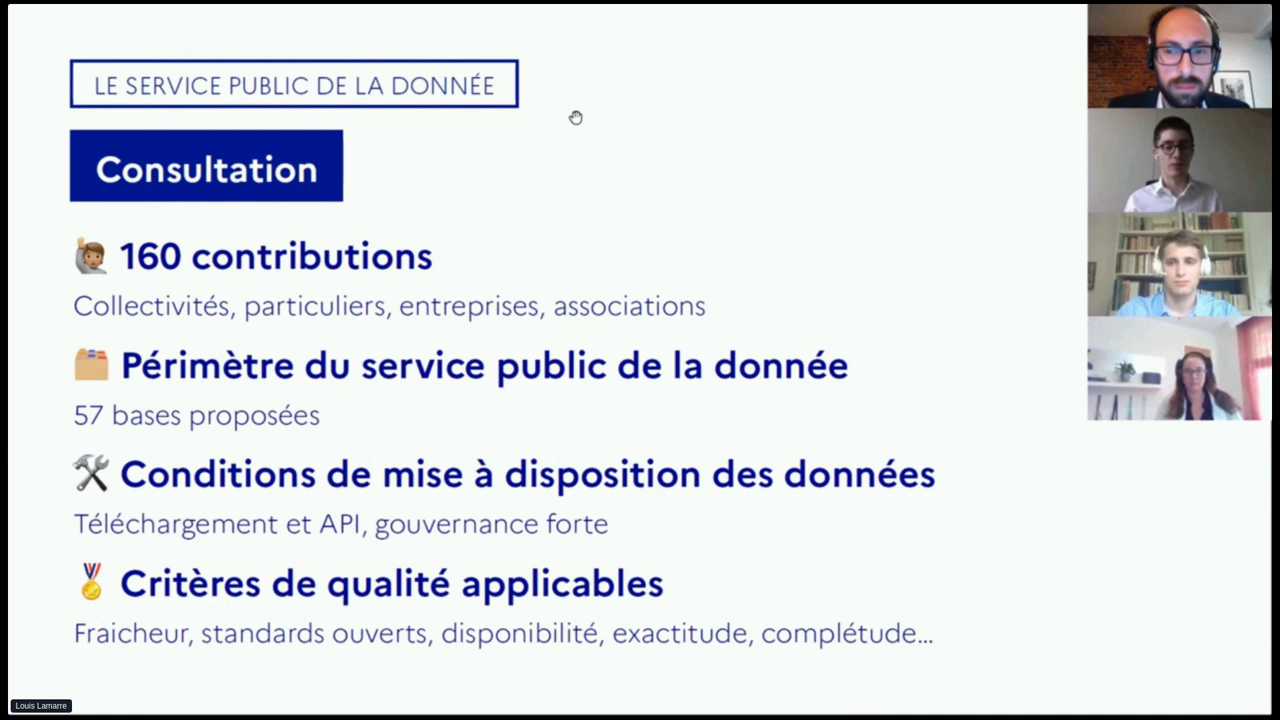 LE SERVICE PUBLIC DE LA DONNÉE
Consultation
160 contributions
Collectivités, particuliers, entreprises, associations
Périmètre du service public de la donnée
57 bases proposées
Conditions de mise à disposition des données
Téléchargement et API, gouvernance forte
Critères de qualité applicables
Fraicheur, standards ouverts, disponibilité, exactitude, complétude...
Louis Lamarre